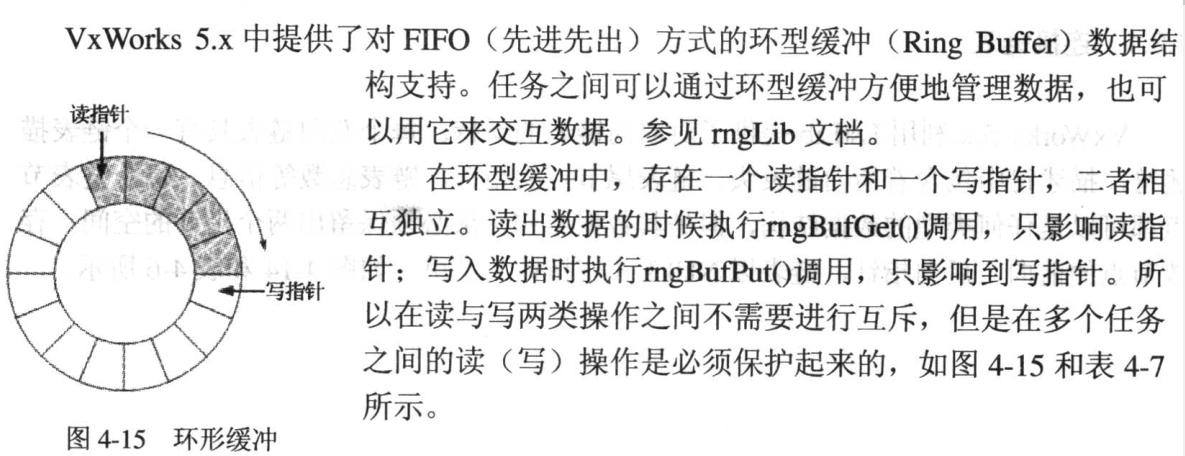 VxWorks 5.x 中提供了对 FIFO（先进先出）方式的环型缓冲（Ring Buffer）数据结
构支持。任务之间可以通过环型缓冲方便地管理数据，也可
以用它来交互数据。参见 rngLib 文档。
在环型缓冲中，存在一个读指针和一个写指针，二者相
互独立。读出数据的时候执行rngBufGet()调用，只影响读指
针；写入数据时执行rngBufPut()调用，只影响到写指针。所
以在读与写两类操作之间不需要进行互斥，但是在多个任务
之间的读（写）操作是必须保护起来的，如图 4-15 和表 4-7
所示。
读指针
写指针
图 4-15 环形缓冲